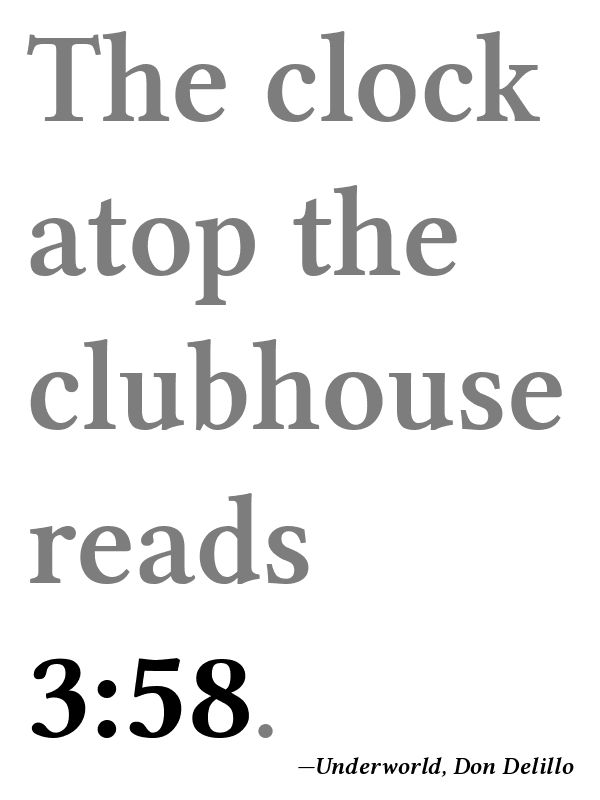 The clock
atop the
clubhouse
reads
3:58.
—Underworld, Don Delillo